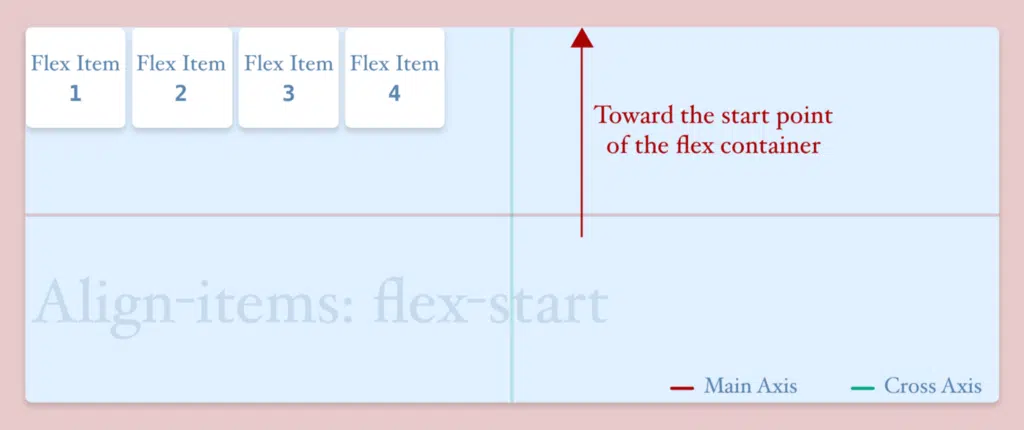 Flex Item
1
Flex Item
2
Flex Item
3
Flex Item
4
Toward the start point
of the flex container
Align-items: flex-start
Main Axis
Cross Axis